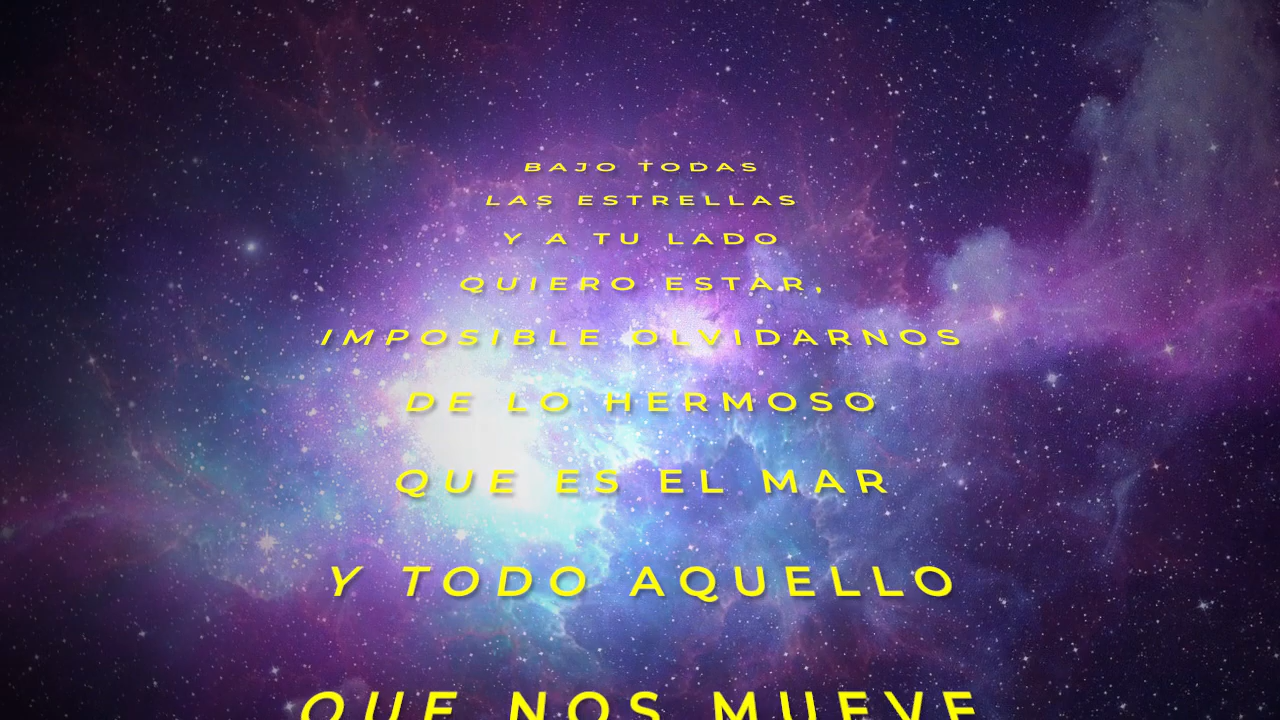 BAJO TODAS
LAS ESTRELLAS
Y A TU LADO
QUIERO ESTAR,
IMPOSIBLE OLVIDARNOS
DE LO HERMOSO
QUE ES EL MAR
Y TODO AQUELLO
QUE NOS MUEVE